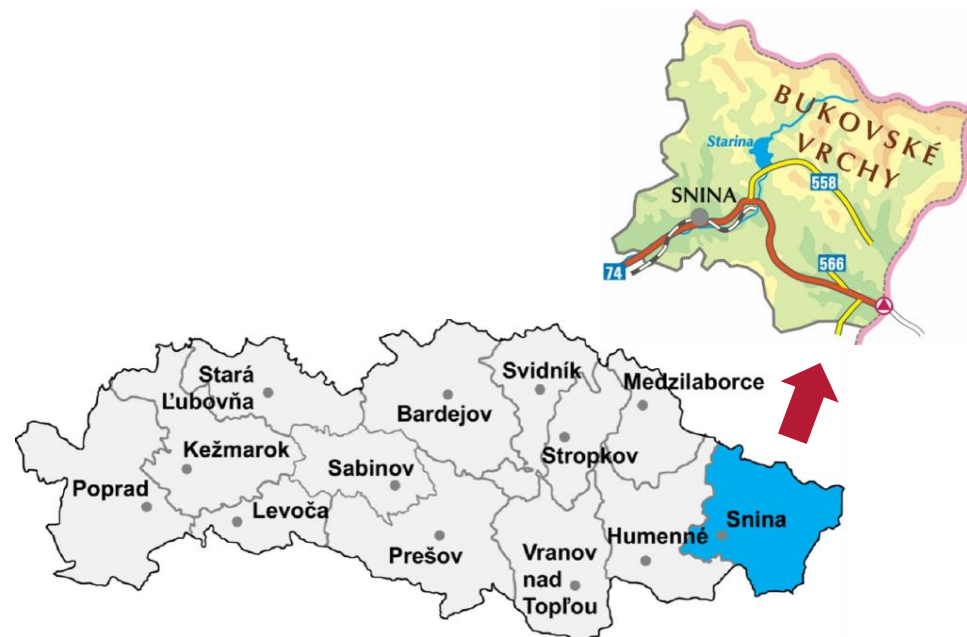 BUKOVSKÉ
VRCHY
Starina
558
SNINA
566
74
Svidník
Medzilaborce
Stará
Ľubovňa
Bardejov
Kežmarok
Stropkov
Sabinov
Poprad
Levoča
Snina
Humenné
Prešov
Vranov
nad
Topľou